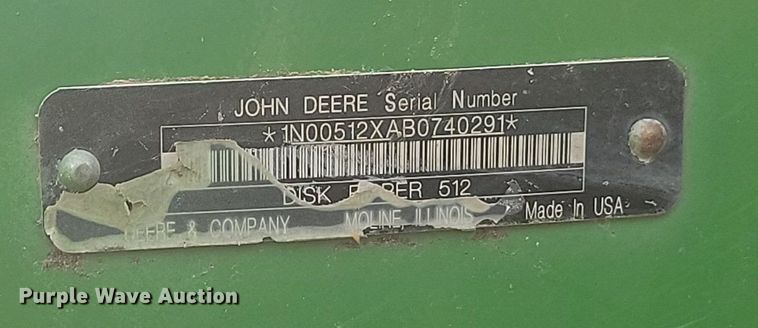 JOHN DEERE Serial Number
*1N00512XAB0740291*
DISK 512
DEERE & COMPANY MOLINE, ILLINOIS
Made In USA
Purple Wave Auction